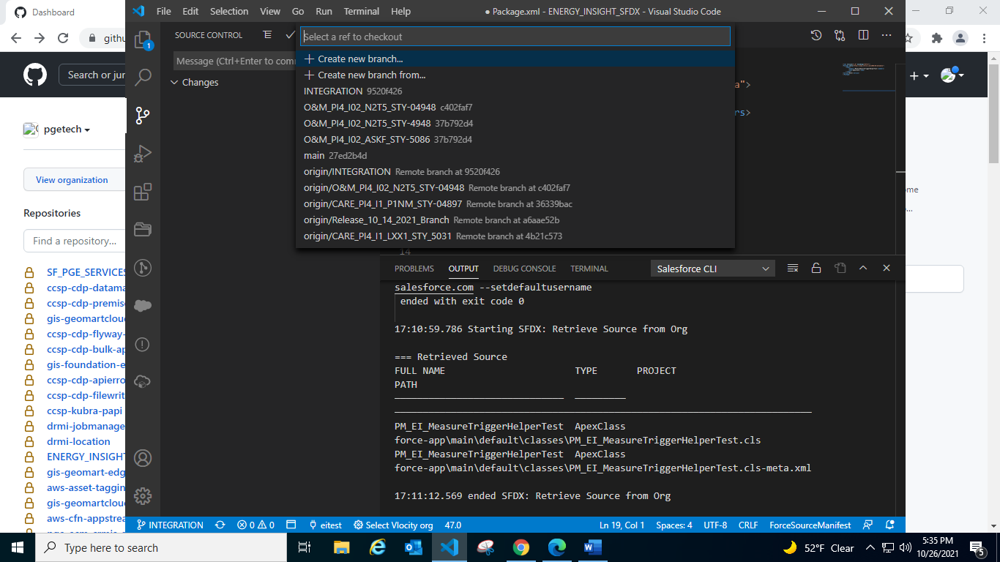 Dashboard
File Edit Selection View Go Run Terminal Help
● Package.xml - ENERGY_INSIGHT_SFDX - Visual Studio Code
SOURCE CONTROL
Message (Ctrl+Enter to com
Changes
1
Select a ref to checkout
Create new branch...
Create new branch from...
INTEGRATION 9520f426
O&M_PI4_I02_N2T5_STY-04948 c402faf7
O&M_PI4_I02_N2T5_STY-4948 37b792d4
O&M_PI4_I02_ASKF_STY-5086 37b792d4
main 27ed2b4d
origin/INTEGRATION Remote branch at 9520f426
origin/O&M_PI4_I02_N2T5_STY-04948 Remote branch at c402faf7
origin/CARE_PI4_I1_P1NM_STY-04897 Remote branch at 36339bac
origin/Release_10_14_2021_Branch Remote branch at a6aae52b
origin/CARE_PI4_I1_LXX1_STY_5031 Remote branch at 4b21c573
a">
rs>
14
githu
Search or jur
pgetech
View organization
Repositories
Find a repository...
SF_PGE_SERVICES
ccsp-cdp-datama
ccsp-cdp-premise
gis-geomartcloud
ccsp-cdp-flyway-
ccsp-cdp-bulk-ap
gis-foundation-e
ccsp-cdp-apierro
ccsp-cdp-filewrit
ccsp-kubra-papi
drmi-jobmanage
drmi-location
ENERGY_INSIGHT
gis-geomart-edg
aws-asset-taggin
gis-geomartcloud
aws-cfn-appstrea
ome
...
PROBLEMS OUTPUT DEBUG CONSOLE TERMINAL
Salesforce CLI
salesforce.com --setdefaultusername
ended with exit code 0
17:10:59.786 Starting SFDX: Retrieve Source from Org
=== Retrieved Source
FULL NAME TYPE PROJECT
PATH
PM_EI_MeasureTriggerHelperTest ApexClass
force-app\main\default\classes\PM_EI_MeasureTriggerHelperTest.cls
PM_EI_MeasureTriggerHelperTest ApexClass
force-app\main\default\classes\PM_EI_MeasureTriggerHelperTest.cls-meta.xml
17:11:12.569 ended SFDX: Retrieve Source from Org
INTEGRATION 0 0 eitest Select Vlocity org 47.0
Ln 19, Col 1 Spaces: 4 UTF-8 CRLF ForceSourceManifest
Type here to search
52°F Clear
5:35 PM
10/26/2021
5